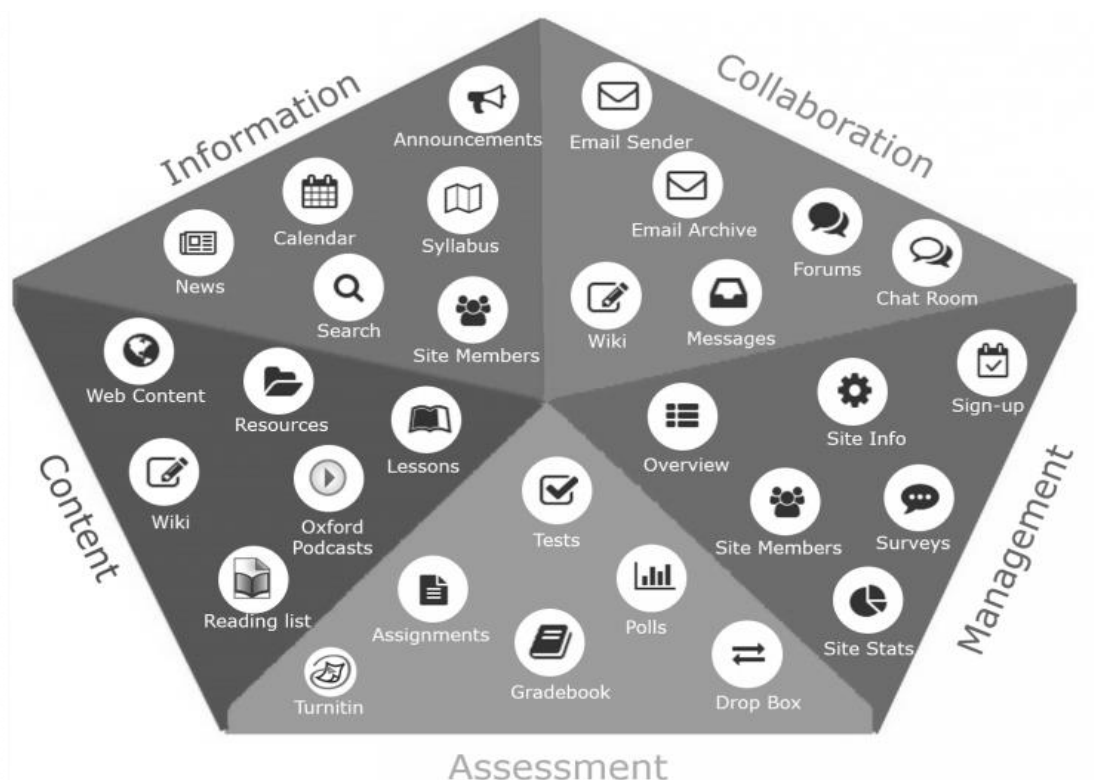 Information
Announcements
Calendar
Syllabus
News
Search
Site Members
Collaboration
Email Sender
Email Archive
Forums
Chat Room
Wiki
Messages
Management
Sign-up
Site Info
Overview
Site Members
Surveys
Site Stats
Assessment
Tests
Polls
Assignments
Gradebook
Drop Box
Turnitin
Content
Web Content
Resources
Lessons
Wiki
Oxford
Podcasts
Reading list